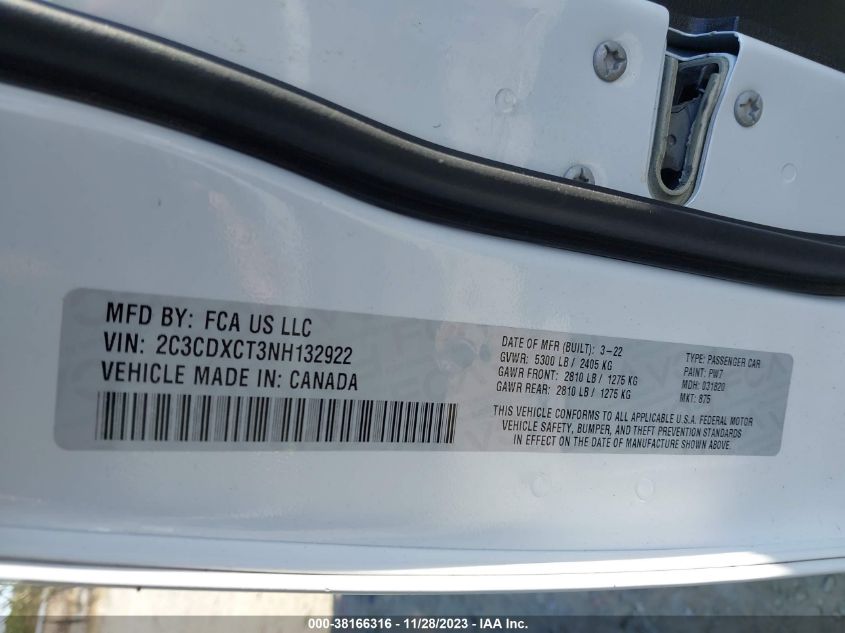 MFD BY: FCA US LLC
VIN: 2C3CDXCT3NH132922
VEHICLE MADE IN: CANADA
DATE OF MFR (BUILT): 3-22
GVWR: 5300 LB / 2405 KG
GAWR FRONT: 2810 LB / 1275 KG
GAWR REAR: 2810 LB / 1275 KG
TYPE: PASSENGER CAR
PAINT: PW7
MDH: 031820
MKT: 875
THIS VEHICLE CONFORMS TO ALL APPLICABLE U.S.A. FEDERAL MOTOR
VEHICLE SAFETY, BUMPER, AND THEFT PREVENTION STANDARDS
IN EFFECT ON THE DATE OF MANUFACTURE SHOWN ABOVE.
000-38166316 - 11/28/2023 - IAA Inc.